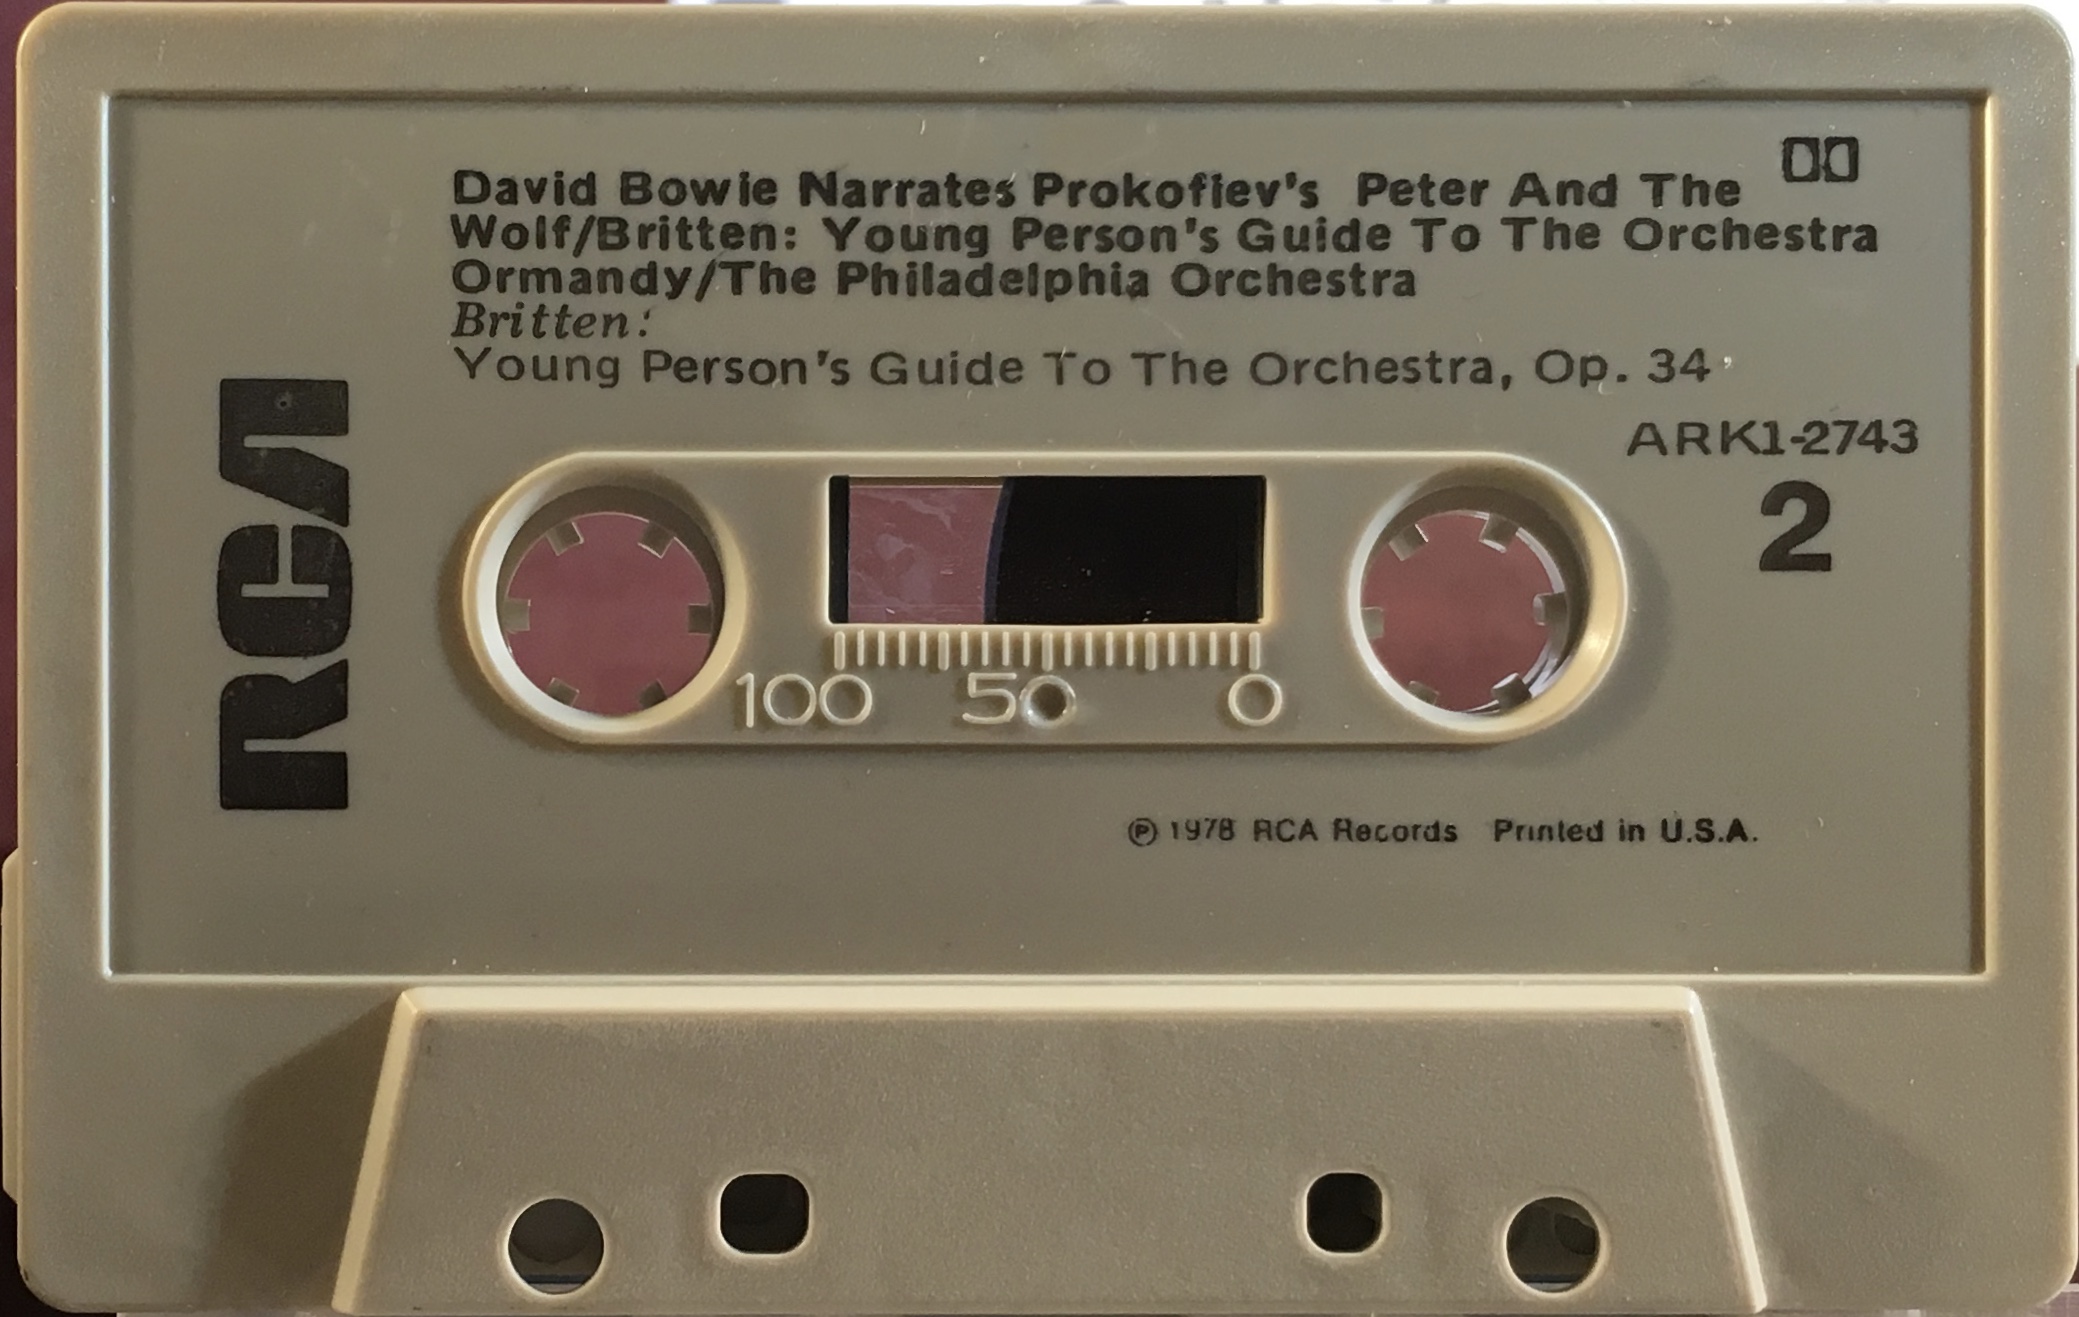 David Bowie Narrates Prokofiev's Peter And The
Wolf/Britten: Young Person's Guide To The Orchestra
Ormandy/The Philadelphia Orchestra
Britten:
Young Person's Guide To The Orchestra, Op. 34
ARK1-2743
2
RCA
100 50 0
℗ 1978 RCA Records Printed in U.S.A.